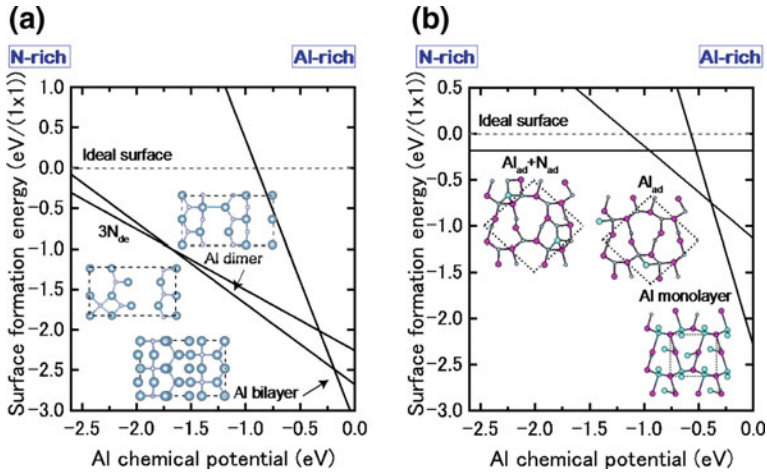 (a)
N-rich
Al-rich
Surface formation energy (eV/(1x1))
1.0
0.5
0.0
-0.5
-1.0
-1.5
-2.0
-2.5
-3.0
Ideal surface
3N_de
Al dimer
Al bilayer
-2.5 -2.0 -1.5 -1.0 -0.5 0.0
Al chemical potential (eV)
(b)
N-rich
Al-rich
Surface formation energy (eV/(1x1))
0.5
0.0
-0.5
-1.0
-1.5
-2.0
-2.5
-3.0
Ideal surface
Al_ad+N_ad
Al_ad
Al monolayer
-2.5 -2.0 -1.5 -1.0 -0.5 0.0
Al chemical potential (eV)